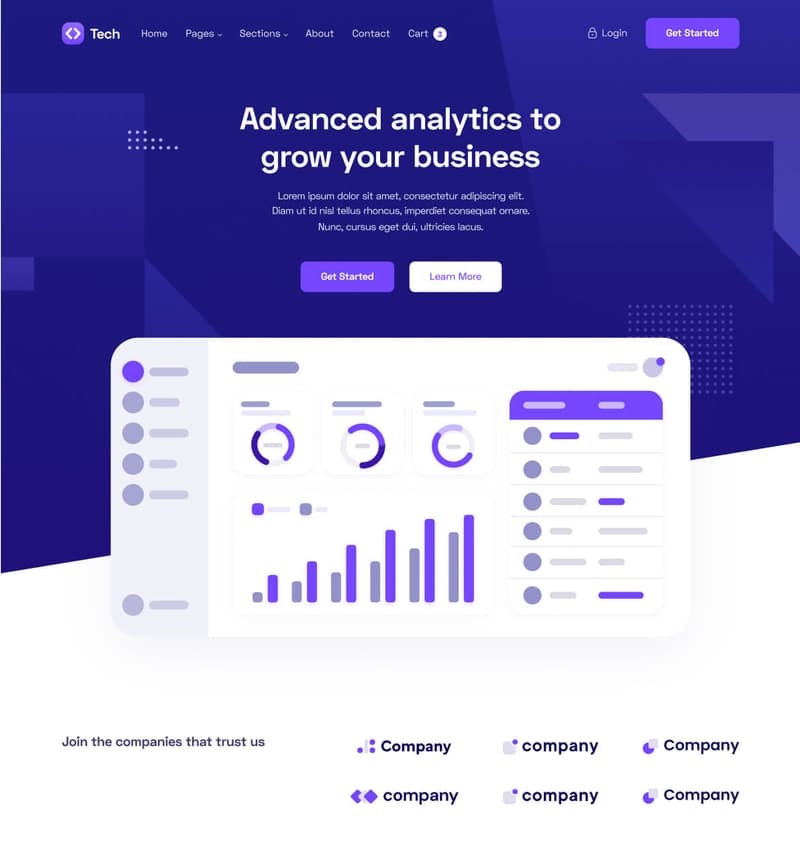 Tech
Home
Pages
Sections
About
Contact
Cart 3
Login
Get Started
Advanced analytics to
grow your business
Lorem ipsum dolor sit amet, consectetur adipiscing elit.
Diam ut id nisl tellus rhoncus, imperdiet consequat ornare.
Nunc, cursus eget dui, ultricies lacus.
Get Started
Learn More
Join the companies that trust us
Company
company
Company
company
company
Company